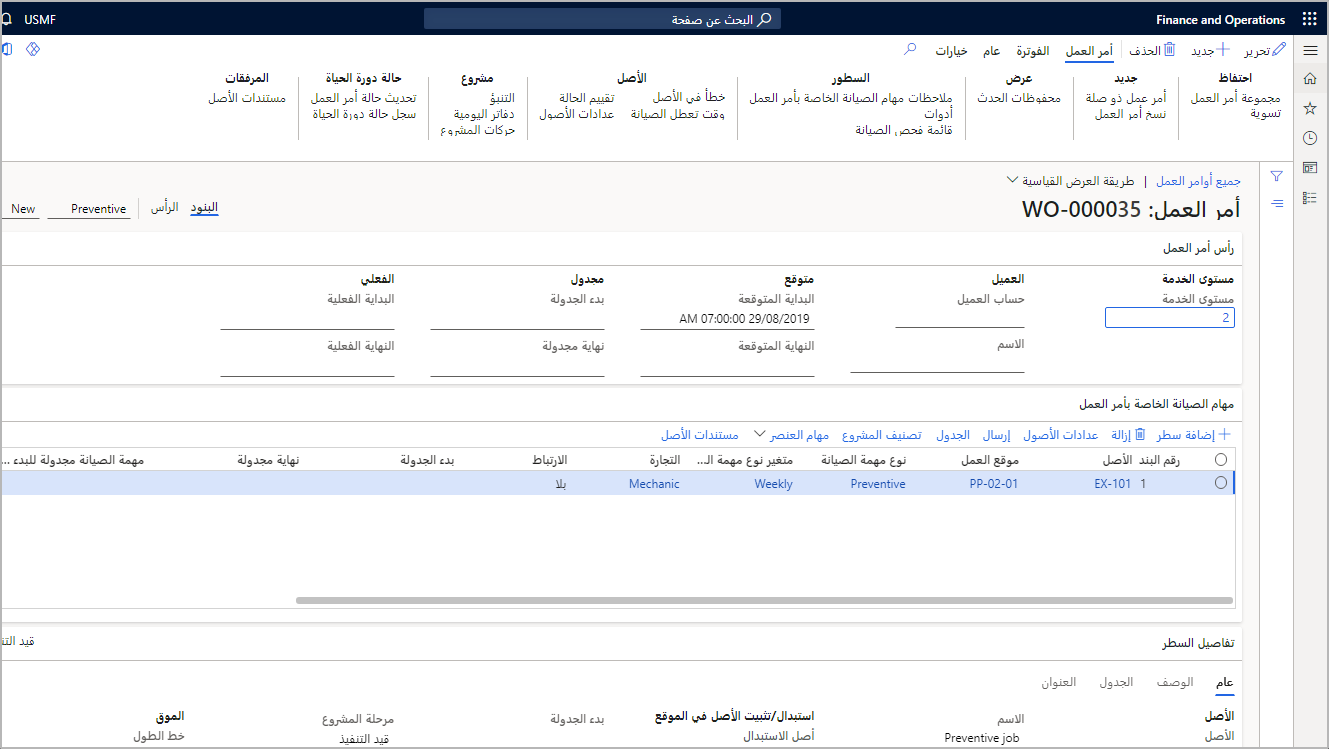 Finance and Operations
البحث عن صفحة
USMF
تحرير
جديد
الحذف
أمر العمل
الفوترة
عام
خيارات
احتفاظ
مجموعة أمر العمل
تسوية
جديد
أمر عمل ذو صلة
نسخ أمر العمل
عرض
محفوظات الحدث
السطور
ملاحظات مهام الصيانة الخاصة بأمر العمل
أدوات
قائمة فحص الصيانة
الأصل
خطأ في الأصل
وقت تعطل الصيانة
تقييم الحالة
عدادات الأصول
مشروع
التنبؤ
دفاتر اليومية
حركات المشروع
حالة دورة الحياة
تحديث حالة أمر العمل
سجل حالة دورة الحياة
المرفقات
مستندات الأصل
جميع أوامر العمل | طريقة العرض القياسية
أمر العمل: WO-000035
البنود
الرأس
Preventive
New
رأس أمر العمل
مستوى الخدمة
مستوى الخدمة
2
العميل
حساب العميل
الاسم
متوقع
البداية المتوقعة
29/08/2019 07:00:00 AM
النهاية المتوقعة
مجدول
بدء الجدولة
نهاية مجدولة
الفعلي
البداية الفعلية
النهاية الفعلية
مهام الصيانة الخاصة بأمر العمل
إضافة سطر
إزالة
عدادات الأصول
إرسال
الجدول
تصنيف المشروع
مهام العنصر
مستندات الأصل
رقم البند الأصل موقع العمل نوع مهمة الصيانة متغير نوع مهمة الـ... التجارة الارتباط بدء الجدولة نهاية مجدولة مهمة الصيانة مجدولة للبدء ...
1 EX-101 PP-02-01 Preventive Weekly Mechanic بلا
تفاصيل السطر
قيد التنـ
عام
الوصف
الجدول
العنوان
الأصل
الأصل
الاسم
Preventive job
استبدال/تثبيت الأصل في الموقع
أصل الاستبدال
بدء الجدولة
مرحلة المشروع
قيد التنفيذ
الموق
خط الطول